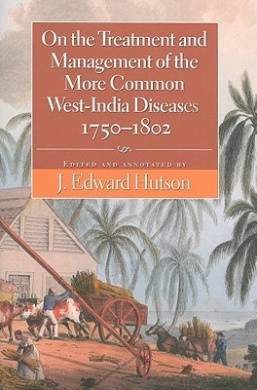 On the Treatment and
Management of the
More Common
West-India Diseases
1750–1802
EDITED AND ANNOTATED BY
J. Edward Hutson